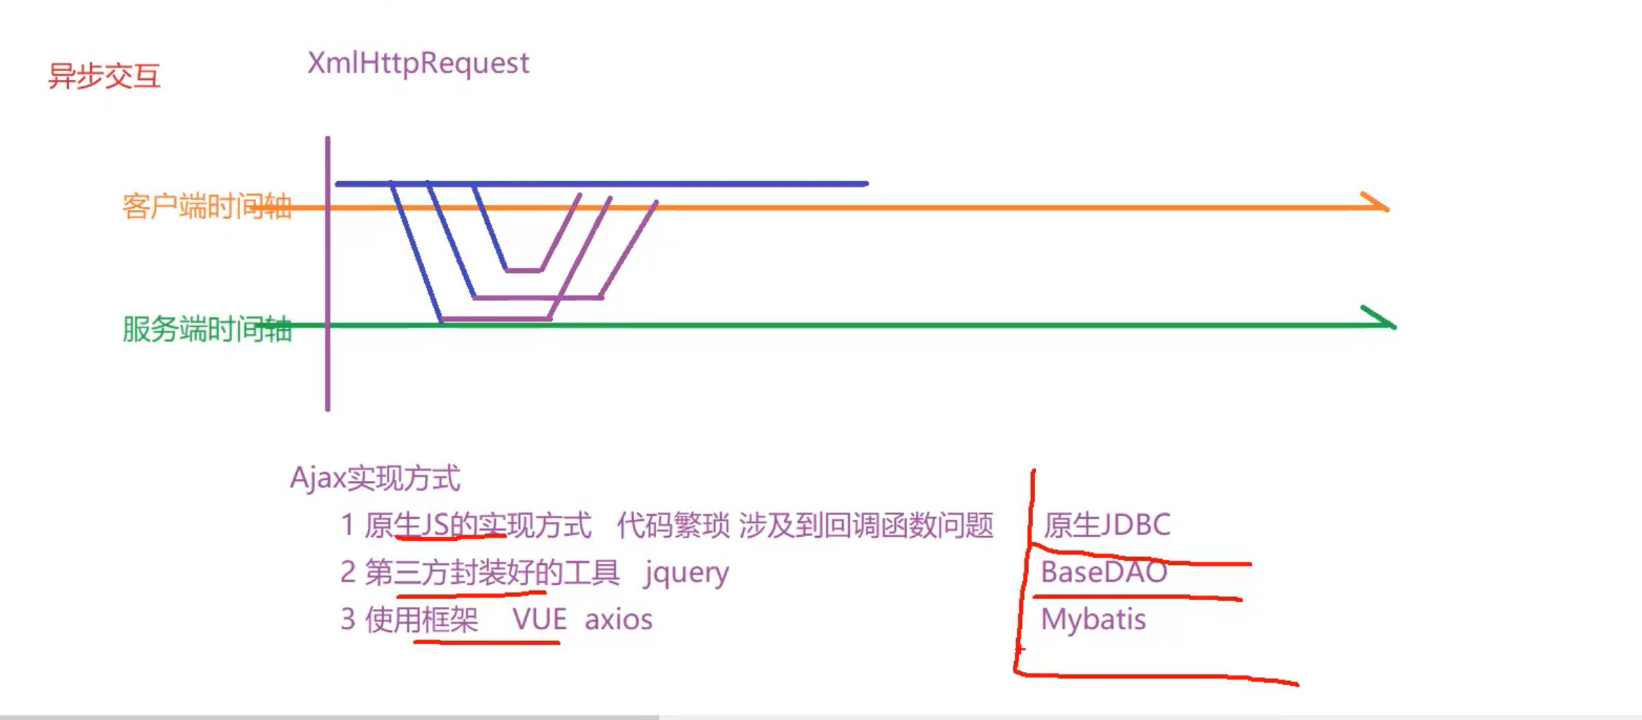 异步交互
XmlHttpRequest
客户端时间轴
服务端时间轴
Ajax实现方式
1 原生JS的实现方式 代码繁琐 涉及到回调函数问题 原生JDBC
2 第三方封装好的工具 jquery BaseDAO
3 使用框架 VUE axios Mybatis